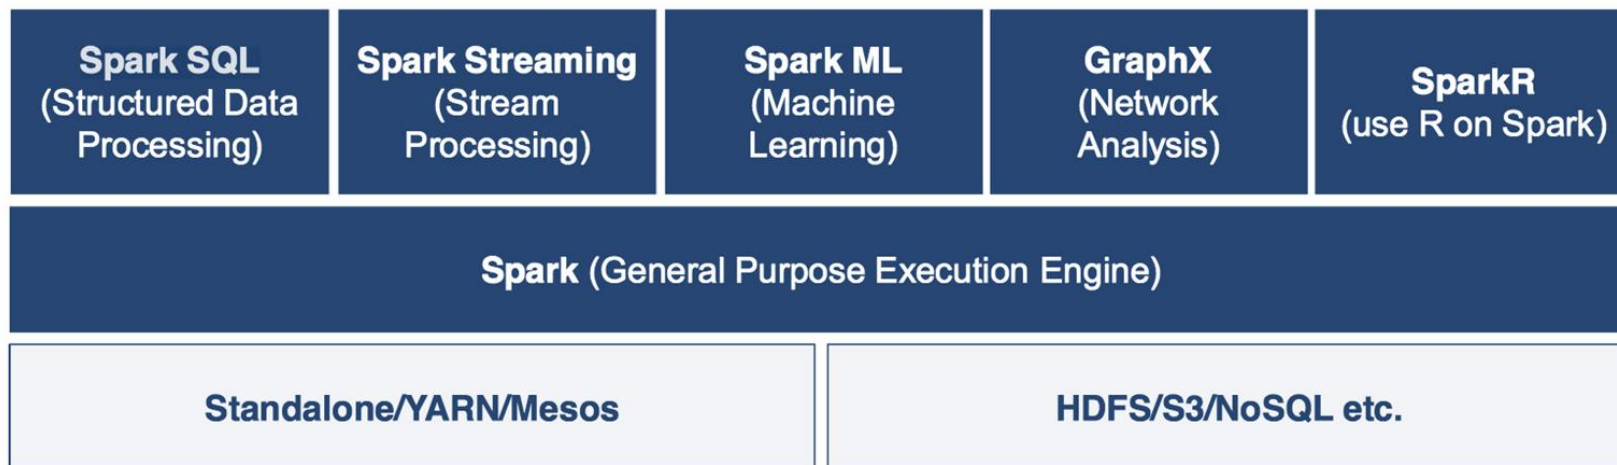 Spark SQL
(Structured Data
Processing)
Spark Streaming
(Stream
Processing)
Spark ML
(Machine
Learning)
GraphX
(Network
Analysis)
SparkR
(use R on Spark)
Spark (General Purpose Execution Engine)
Standalone/YARN/Mesos
HDFS/S3/NoSQL etc.